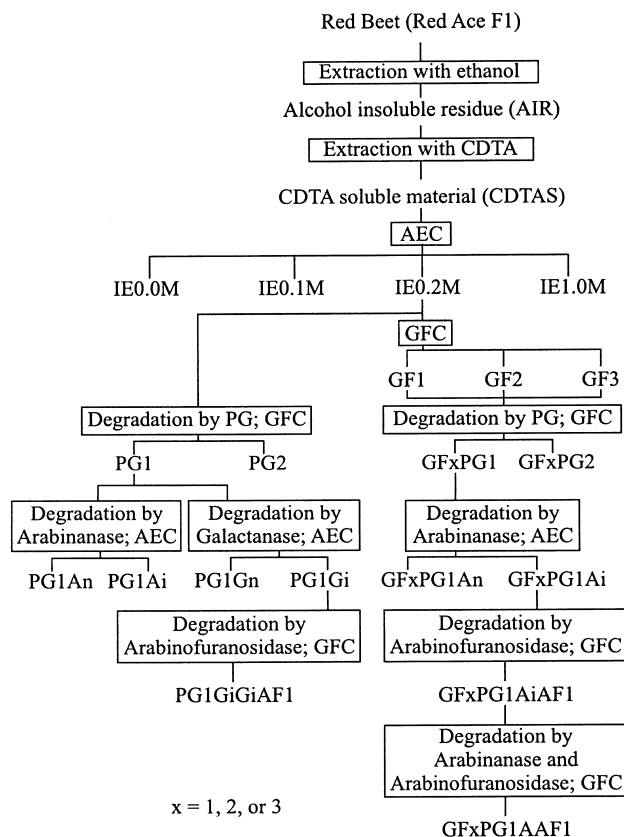 Red Beet (Red Ace F1)
Extraction with ethanol
Alcohol insoluble residue (AIR)
Extraction with CDTA
CDTA soluble material (CDTAS)
AEC
IE0.0M IE0.1M IE0.2M IE1.0M
GFC
GF1 GF2 GF3
Degradation by PG; GFC
Degradation by PG; GFC
PG1 PG2
GFxPG1 GFxPG2
Degradation by
Arabinanase; AEC
Degradation by
Galactanase; AEC
Degradation by
Arabinanase; AEC
PG1An PG1Ai PG1Gn PG1Gi
GFxPG1An GFxPG1Ai
Degradation by
Arabinofuranosidase; GFC
Degradation by
Arabinofuranosidase; GFC
PG1GiGiAF1
GFxPG1AiAF1
Degradation by
Arabinanase and
Arabinofuranosidase; GFC
x = 1, 2, or 3
GFxPG1AAF1